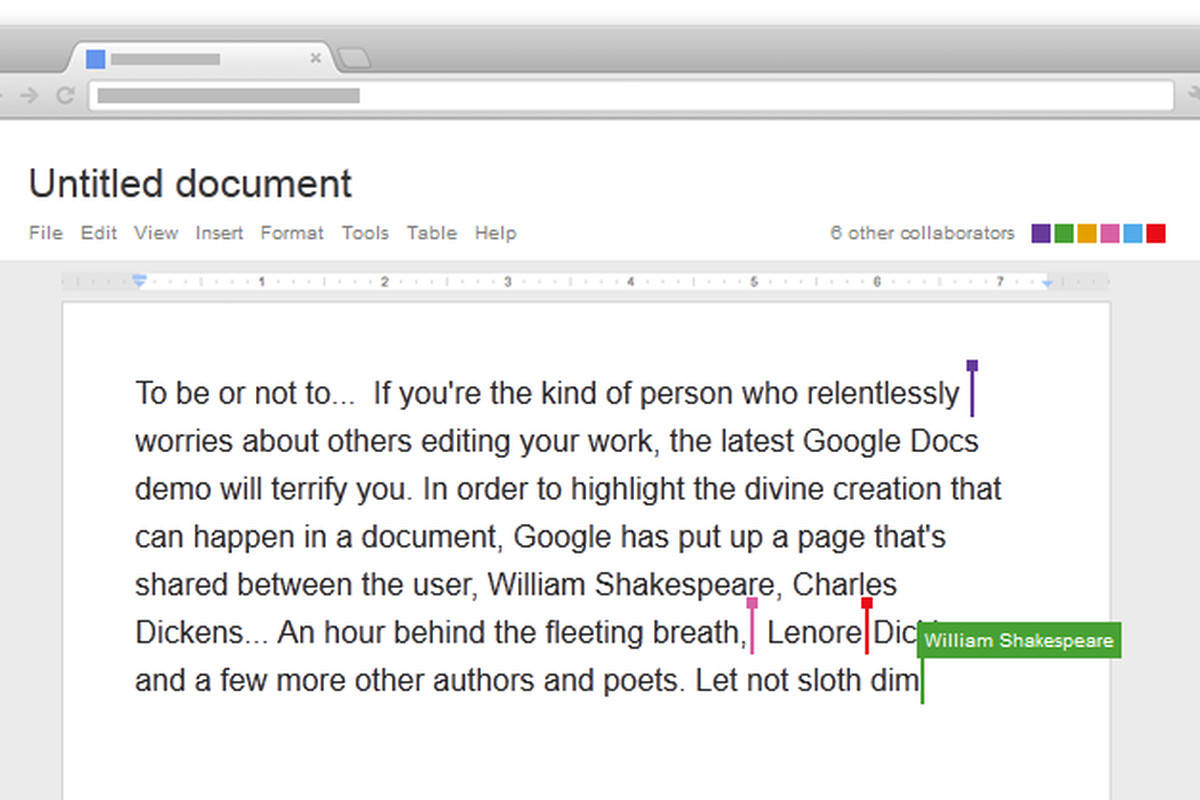 Untitled document
File Edit View Insert Format Tools Table Help
6 other collaborators
1 2 3 4 5 6 7
To be or not to... If you're the kind of person who relentlessly
worries about others editing your work, the latest Google Docs
demo will terrify you. In order to highlight the divine creation that
can happen in a document, Google has put up a page that's
shared between the user, William Shakespeare, Charles
Dickens... An hour behind the fleeting breath, Lenore
William Shakespeare
and a few more other authors and poets. Let not sloth dim